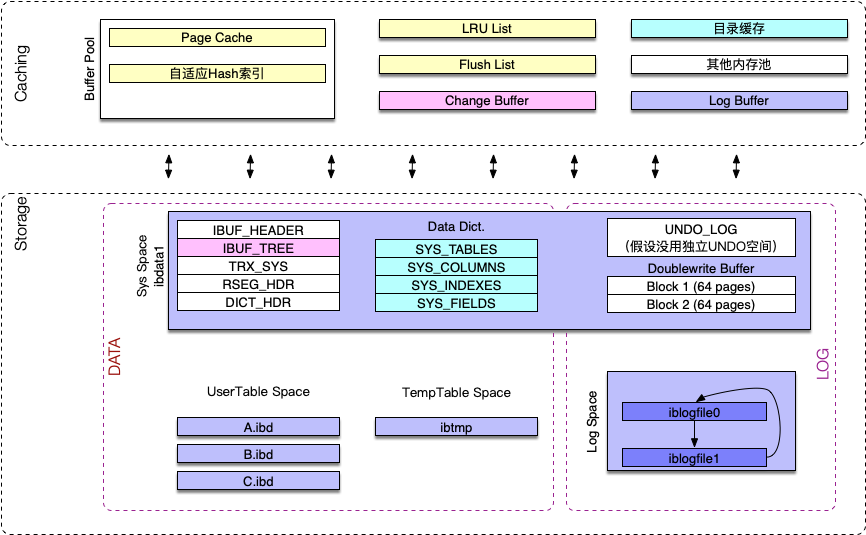 Caching
Buffer Pool
Page Cache
自适应Hash索引
LRU List
Flush List
Change Buffer
目录缓存
其他内存池
Log Buffer
Storage
DATA
Sys Space
ibdata1
IBUF_HEADER
IBUF_TREE
TRX_SYS
RSEG_HDR
DICT_HDR
Data Dict.
SYS_TABLES
SYS_COLUMNS
SYS_INDEXES
SYS_FIELDS
UNDO_LOG
（假设没用独立UNDO空间）
Doublewrite Buffer
Block 1 (64 pages)
Block 2 (64 pages)
UserTable Space
A.ibd
B.ibd
C.ibd
TempTable Space
ibtmp
LOG
Log Space
iblogfile0
iblogfile1